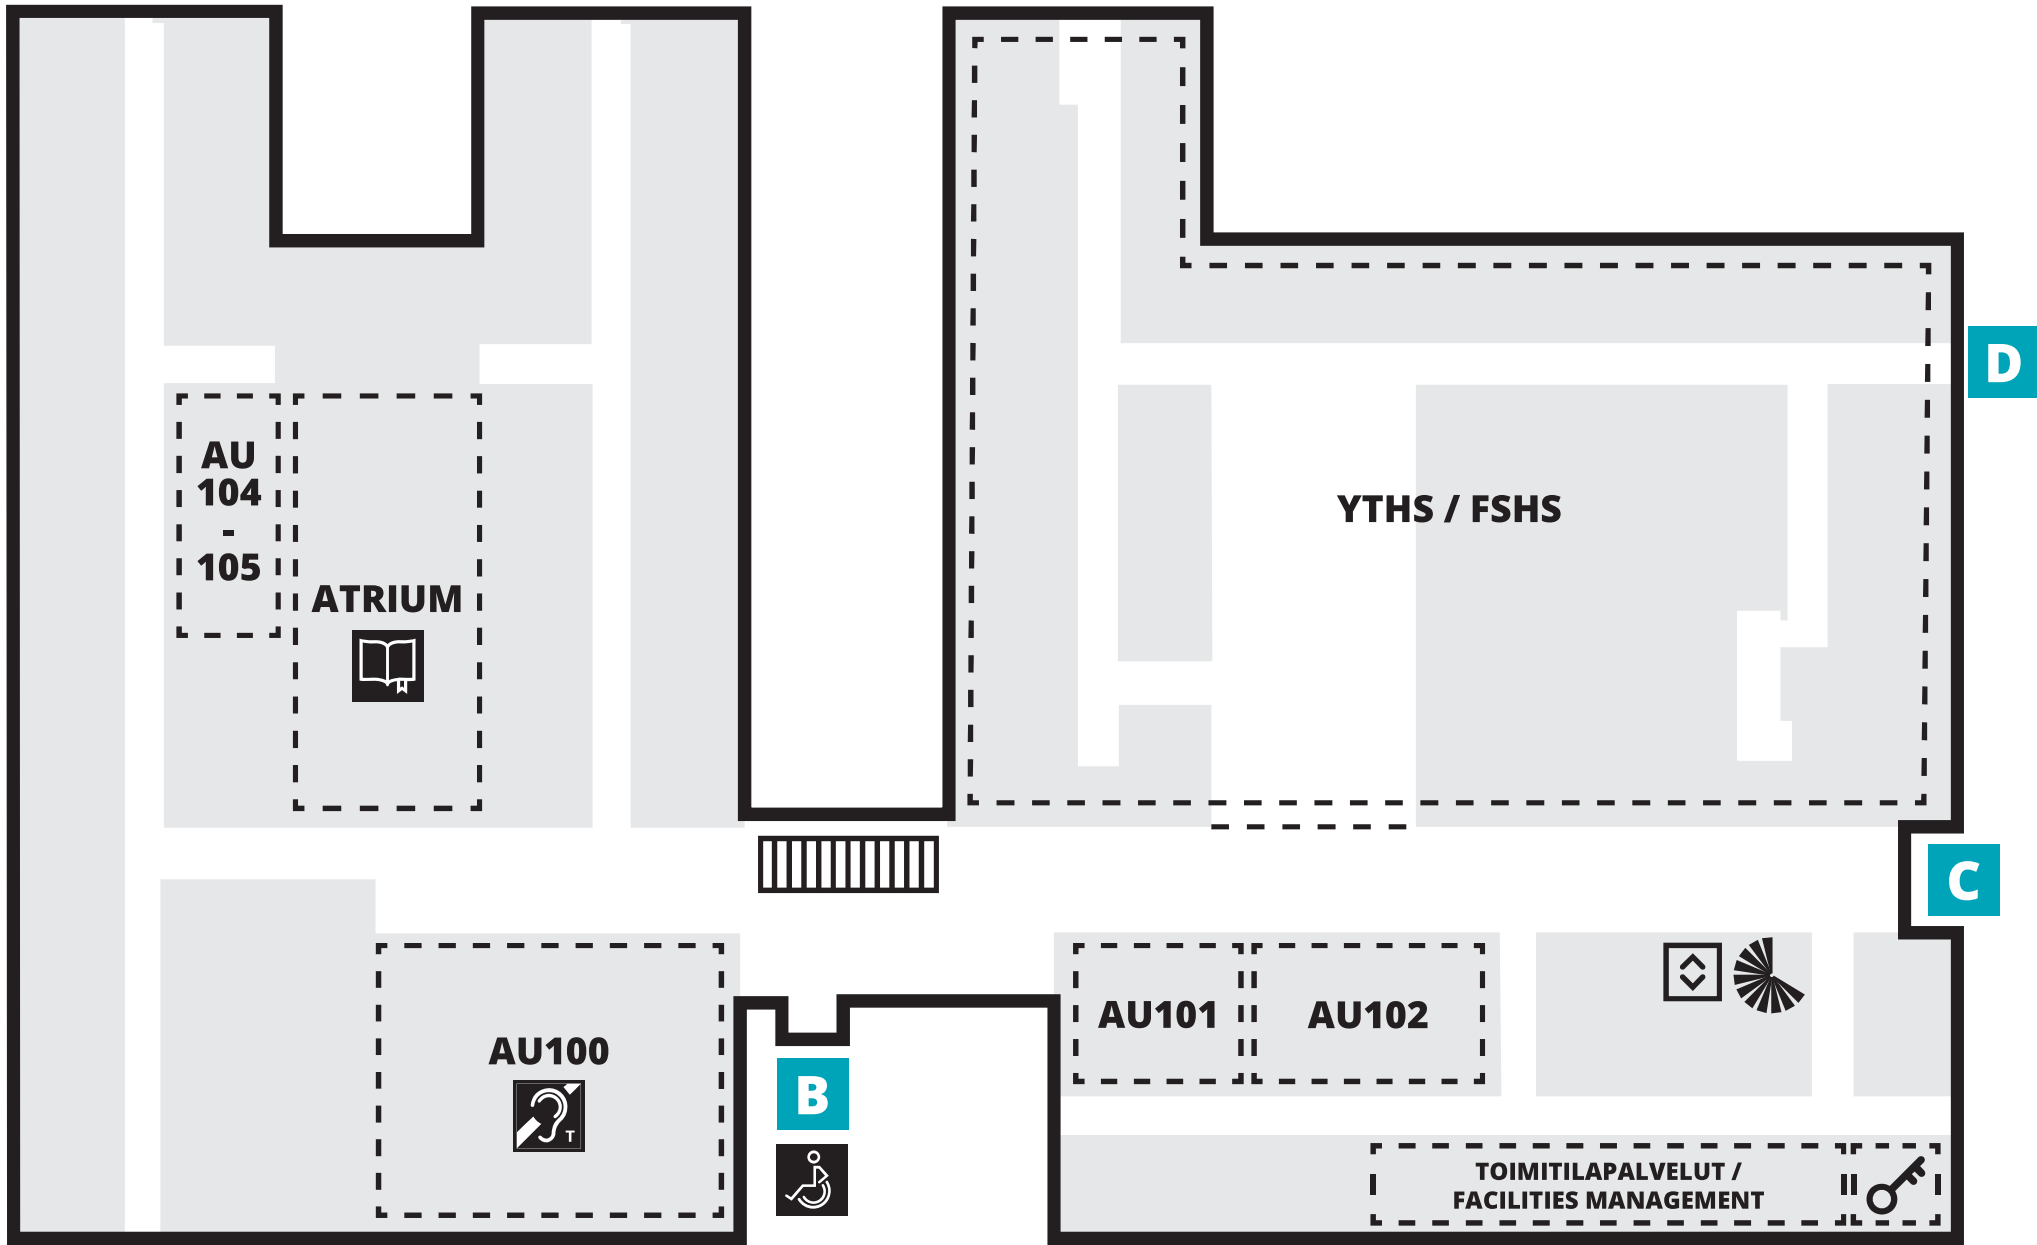 D
AU
104
-
105
YTHS / FSHS
ATRIUM
C
AU101
AU102
AU100
T
B
TOIMITILAPALVELUT /
FACILITIES MANAGEMENT